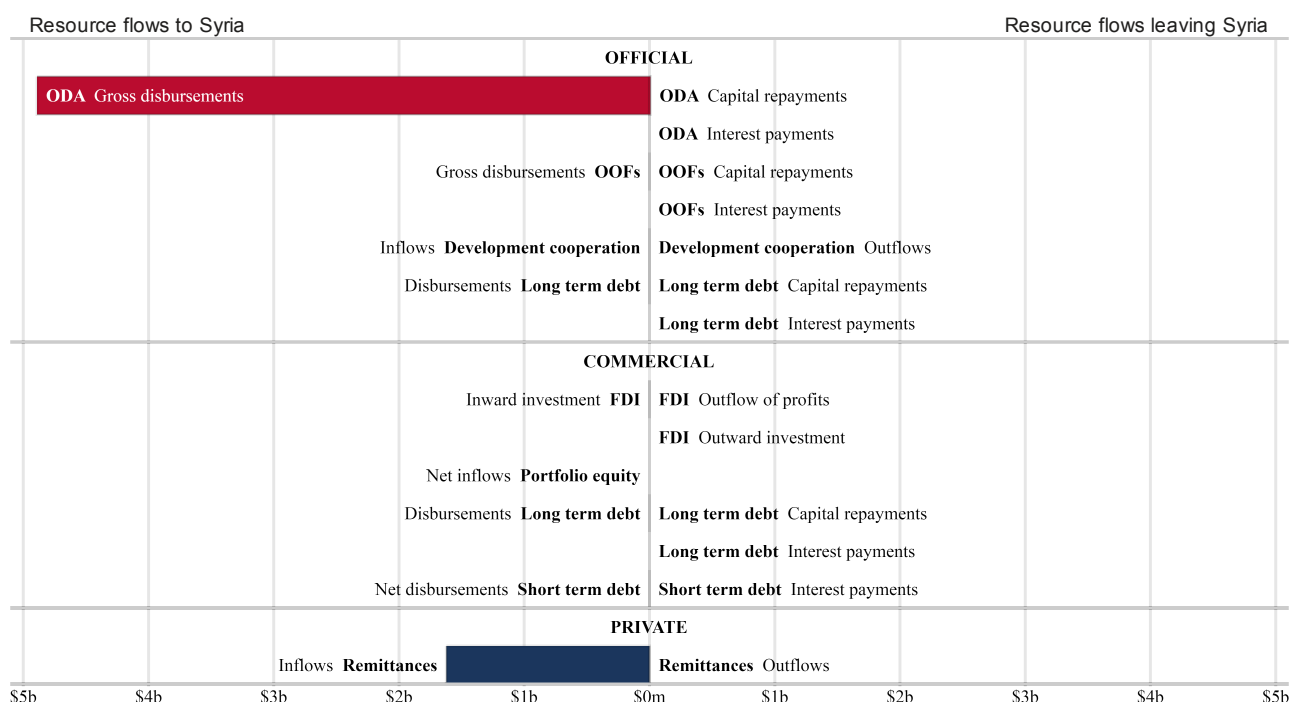 Resource flows to Syria Resource flows leaving Syria
OFFICIAL
ODA Gross disbursements ODA Capital repayments
ODA Interest payments
Gross disbursements OOFs OOFs Capital repayments
OOFs Interest payments
Inflows Development cooperation Development cooperation Outflows
Disbursements Long term debt Long term debt Capital repayments
Long term debt Interest payments
COMMERCIAL
Inward investment FDI FDI Outflow of profits
FDI Outward investment
Net inflows Portfolio equity
Disbursements Long term debt Long term debt Capital repayments
Long term debt Interest payments
Net disbursements Short term debt Short term debt Interest payments
PRIVATE
Inflows Remittances Remittances Outflows
$5b $4b $3b $2b $1b $0m $1b $2b $3b $4b $5b